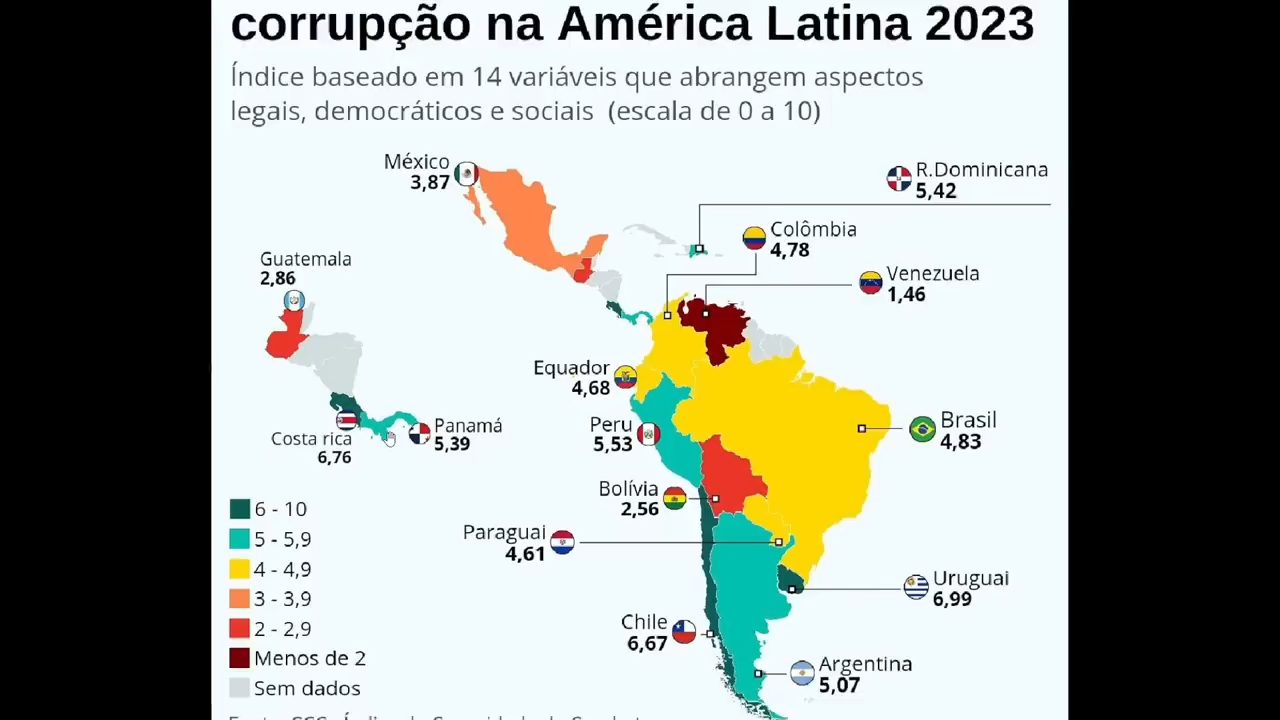 corrupção na América Latina 2023
Índice baseado em 14 variáveis que abrangem aspectos
legais, democráticos e sociais (escala de 0 a 10)
México
3,87
R.Dominicana
5,42
Colômbia
4,78
Guatemala
2,86
Venezuela
1,46
Equador
4,68
Peru
5,53
Brasil
4,83
Costa rica
6,76
Panamá
5,39
Bolívia
2,56
Paraguai
4,61
Uruguai
6,99
Chile
6,67
Argentina
5,07
6 - 10
5 - 5,9
4 - 4,9
3 - 3,9
2 - 2,9
Menos de 2
Sem dados